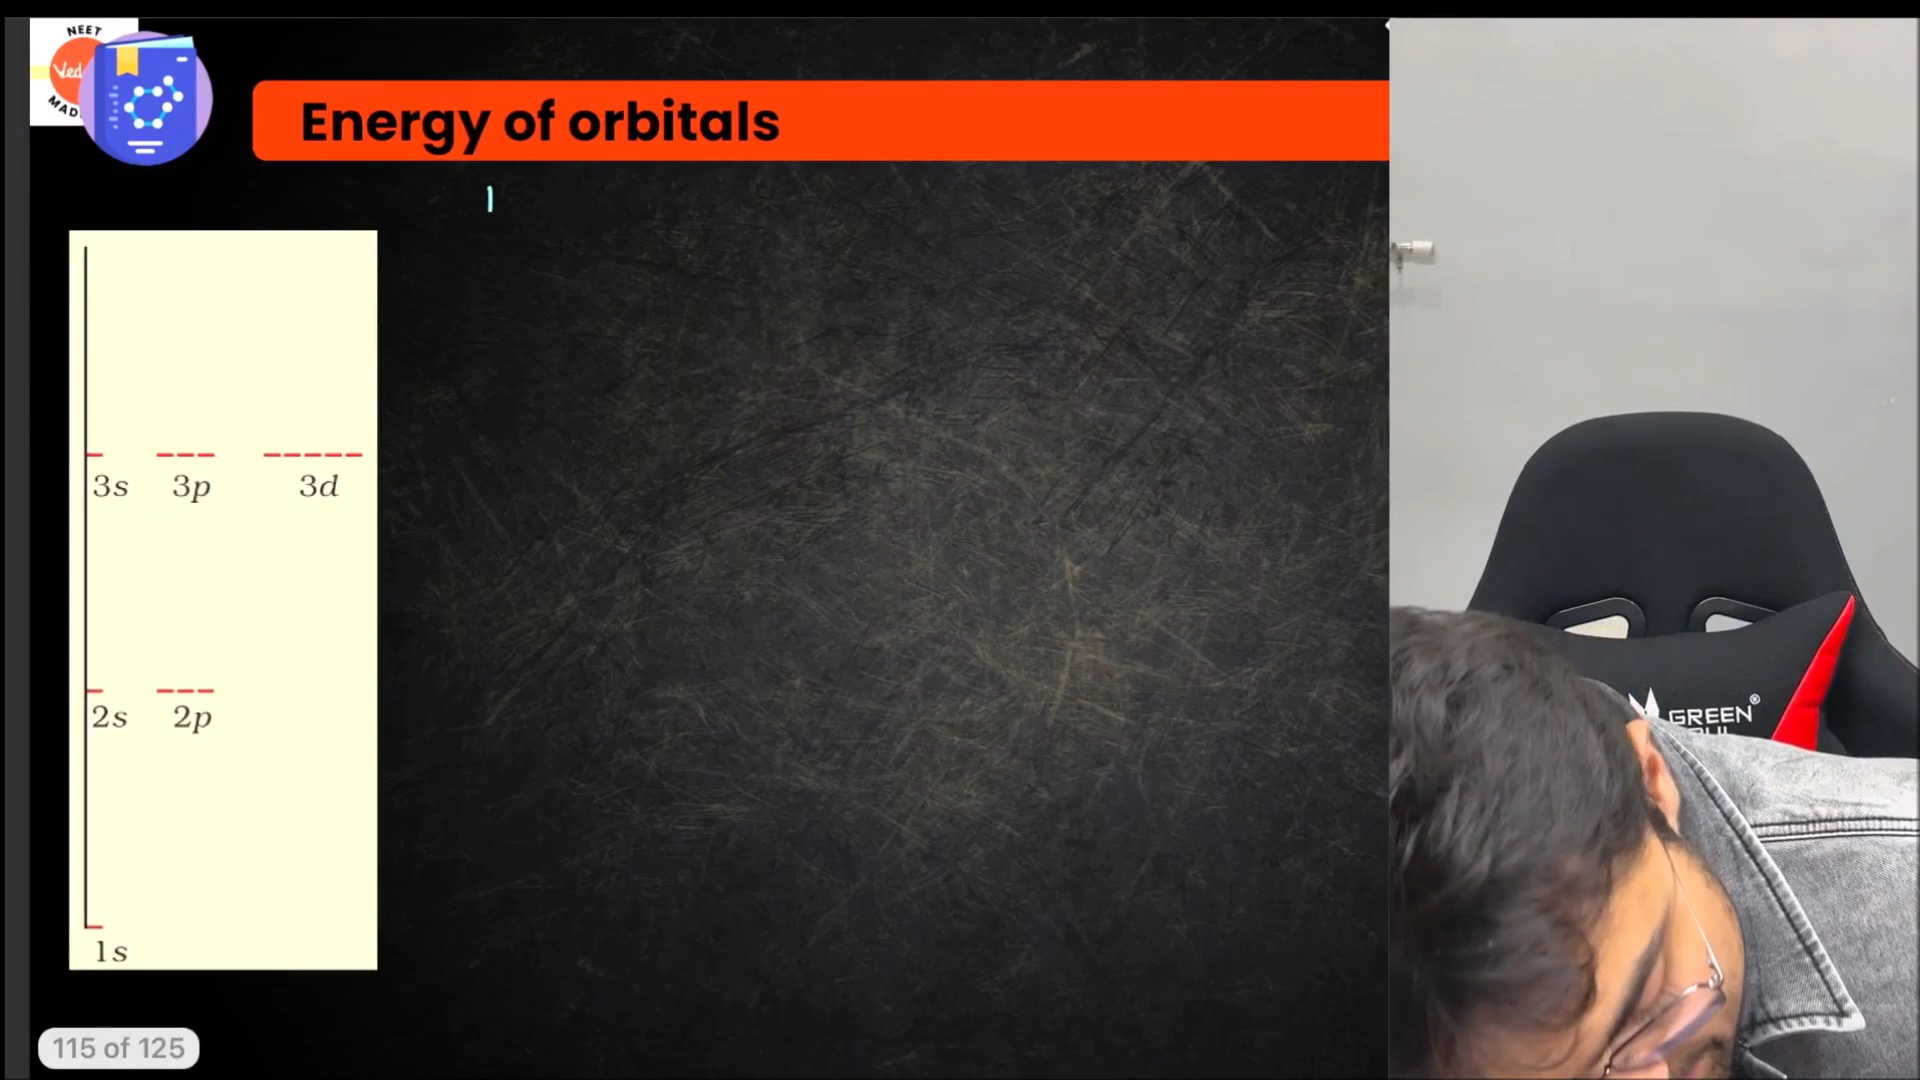 NEET
Ved
MAD
Energy of orbitals
3s 3p 3d
2s 2p
1s
115 of 125
GREEN